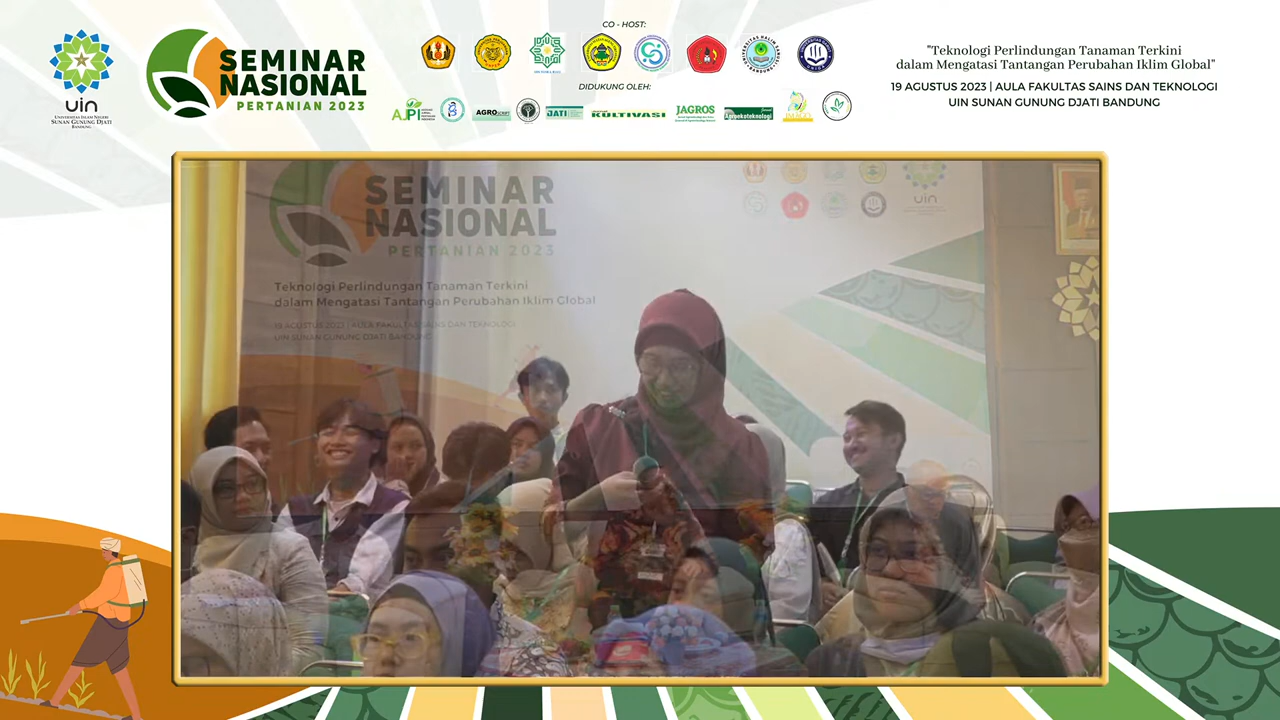 CO - HOST:
SEMINAR
NASIONAL
PERTANIAN 2023
uin
UNIVERSITAS ISLAM NEGERI
SUNAN GUNUNG DJATI
BANDUNG
"Teknologi Perlindungan Tanaman Terkini
dalam Mengatasi Tantangan Perubahan Iklim Global"
19 AGUSTUS 2023 | AULA FAKULTAS SAINS DAN TEKNOLOGI
UIN SUNAN GUNUNG DJATI BANDUNG
DIDUKUNG OLEH:
AJPI
AGROSCRIPT
JATI
KULTIVASI
JAGROS
Agroekoteknologi
SEMINAR
NASIONAL
PERTANIAN 2023
Teknologi Perlindungan Tanaman Terkini
dalam Mengatasi Tantangan Perubahan Iklim Global
19 AGUSTUS 2023 | AULA FAKULTAS SAINS DAN TEKNOLOGI
UIN SUNAN GUNUNG DJATI BANDUNG
uin